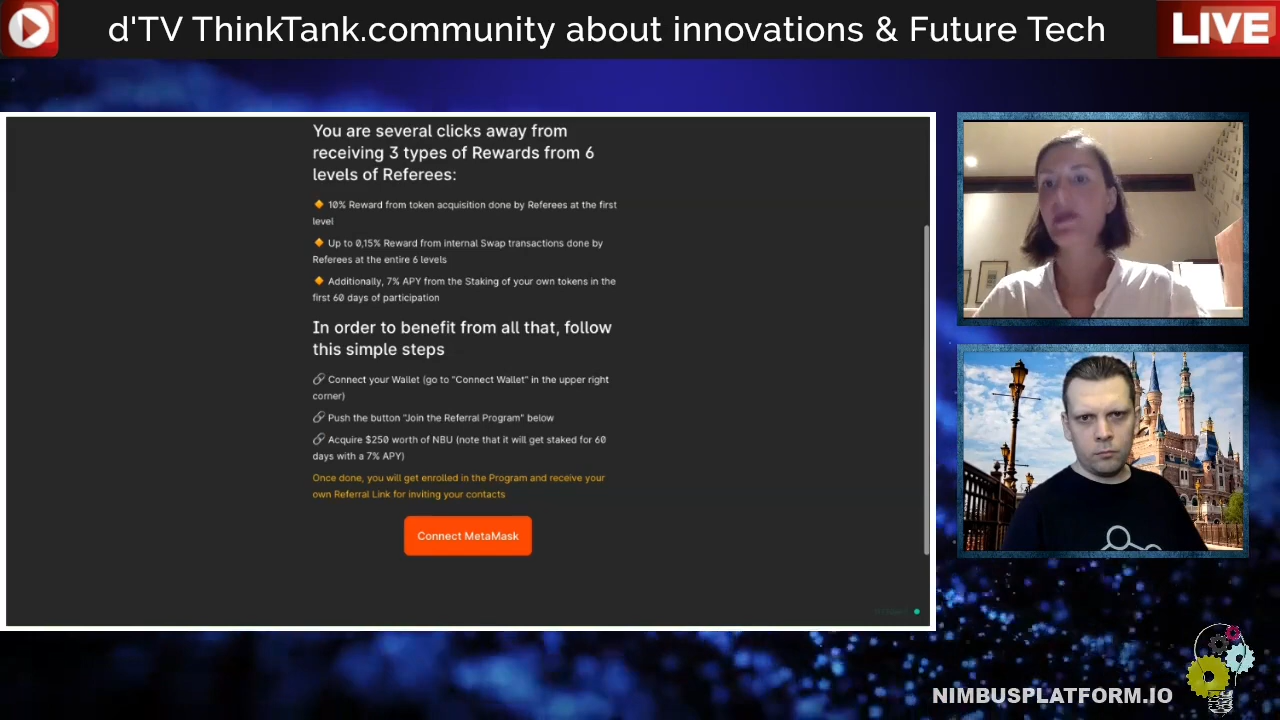 d'TV ThinkTank.community about innovations & Future Tech
LIVE
You are several clicks away from
receiving 3 types of Rewards from 6
levels of Referees:
10% Reward from token acquisition done by Referees at the first
level
Up to 0,15% Reward from internal Swap transactions done by
Referees at the entire 6 levels
Additionally, 7% APY from the Staking of your own tokens in the
first 60 days of participation
In order to benefit from all that, follow
this simple steps
Connect your Wallet (go to "Connect Wallet" in the upper right
corner)
Push the button "Join the Referral Program" below
Acquire $250 worth of NBU (note that it will get staked for 60
days with a 7% APY)
Once done, you will get enrolled in the Program and receive your
own Referral Link for inviting your contacts
Connect MetaMask
NIMBUSPLATFORM.IO